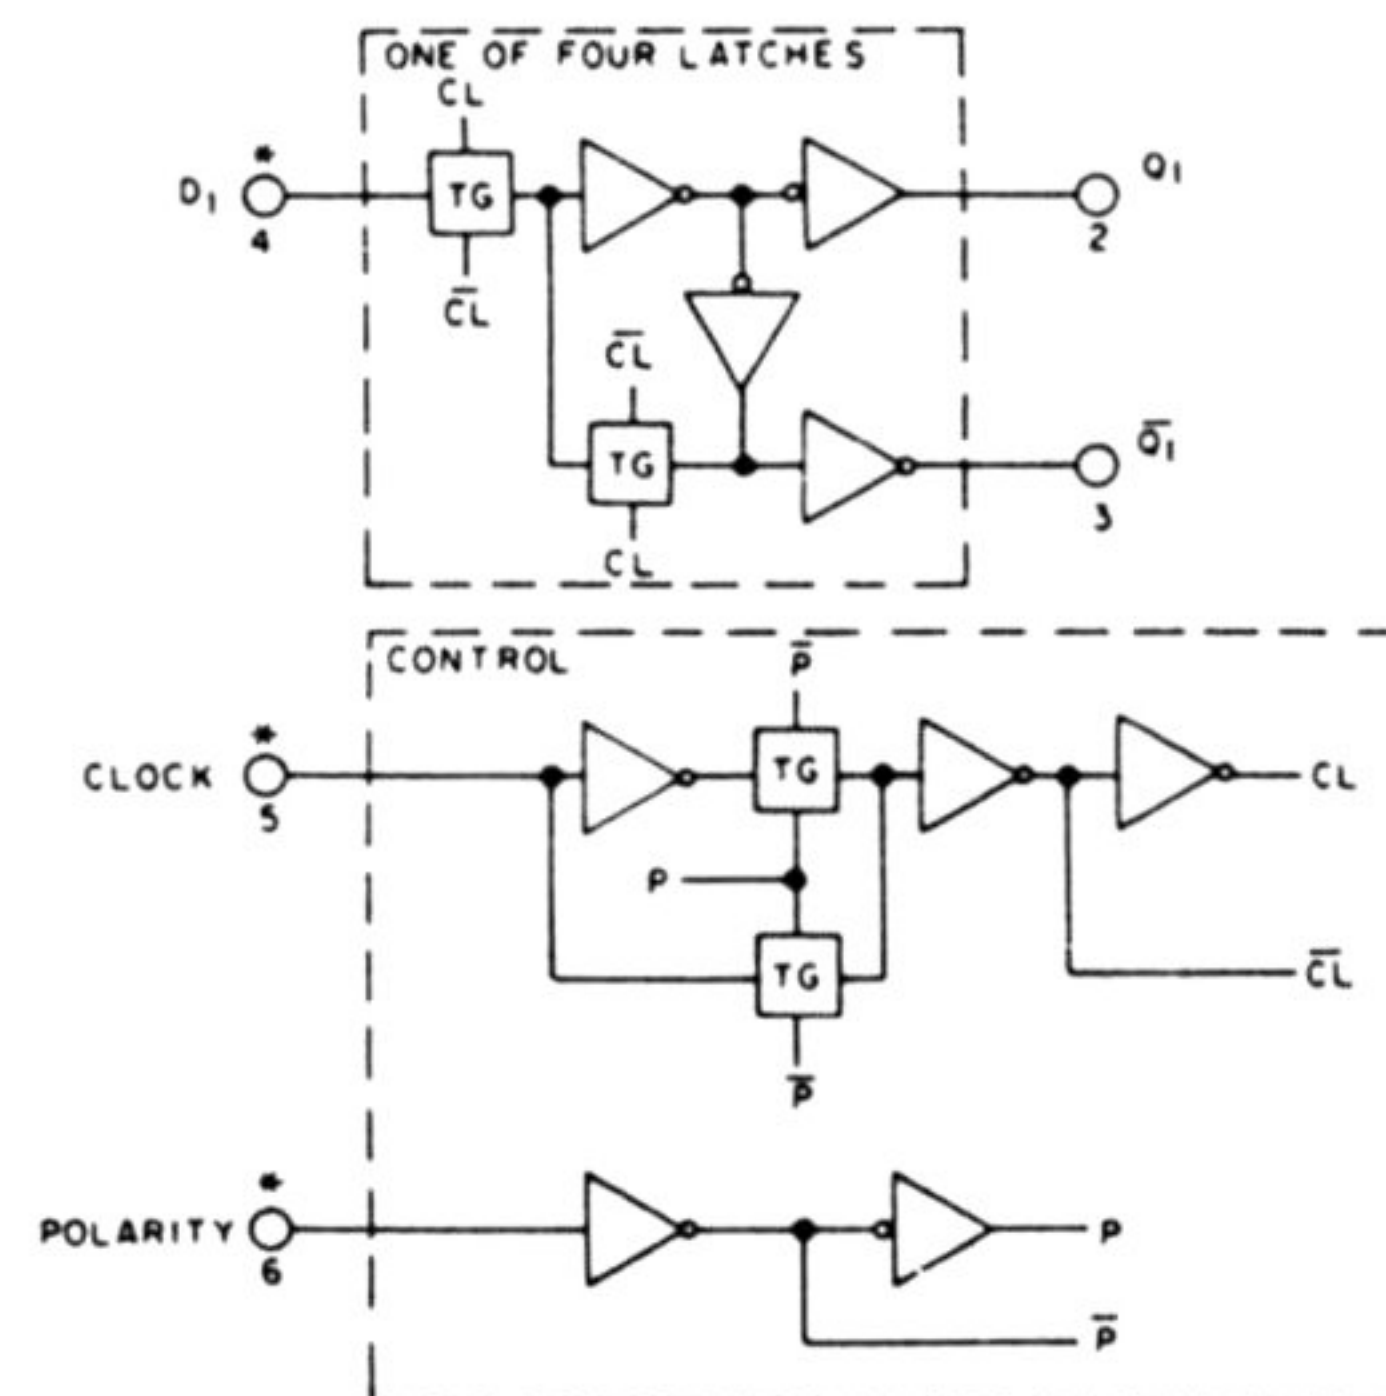 ONE OF FOUR LATCHES
CL
*
D1
TG
Q1
4
2
C̅L̅
C̅L̅
TG
Q̅1
3
CL
CONTROL
P̅
*
CLOCK
TG
CL
5
P
TG
C̅L̅
P̅
*
POLARITY
P
6
P̅